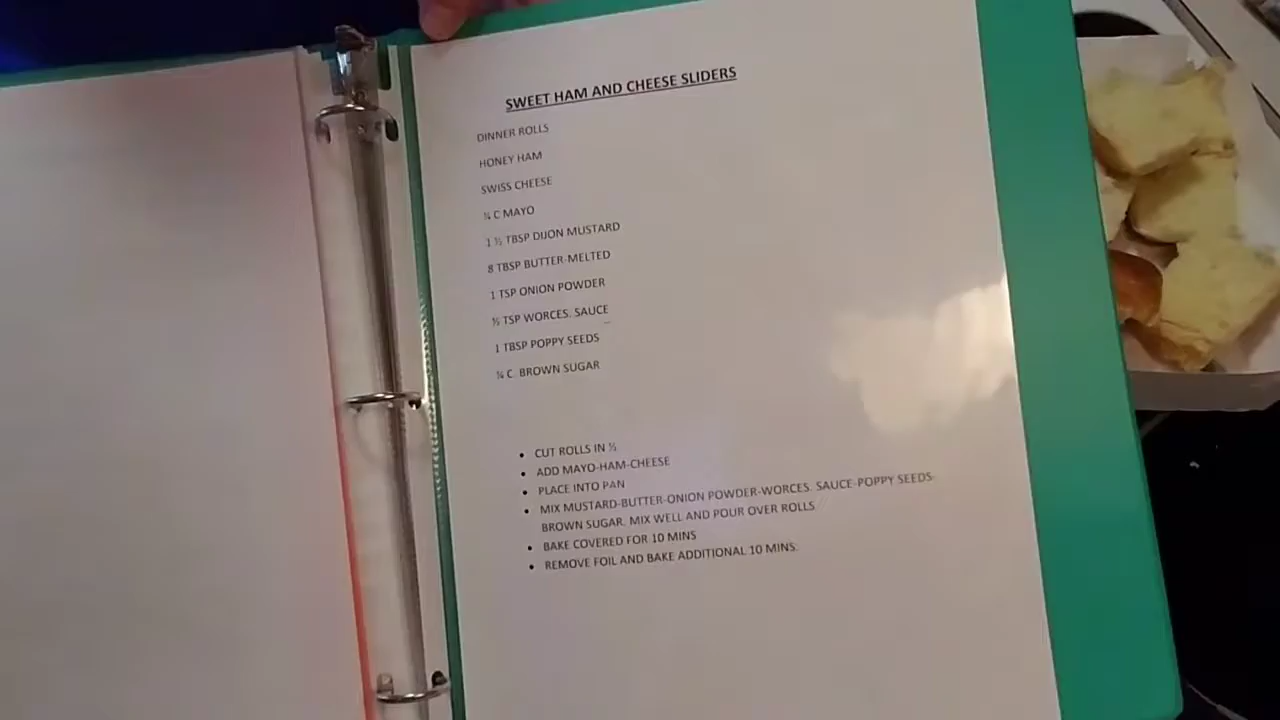 SWEET HAM AND CHEESE SLIDERS
DINNER ROLLS
HONEY HAM
SWISS CHEESE
¼ C MAYO
1 ½ TBSP DIJON MUSTARD
8 TBSP BUTTER-MELTED
1 TSP ONION POWDER
½ TSP WORCES. SAUCE
1 TBSP POPPY SEEDS
¼ C. BROWN SUGAR
• CUT ROLLS IN ½
• ADD MAYO-HAM-CHEESE
• PLACE INTO PAN
• MIX MUSTARD-BUTTER-ONION POWDER-WORCES. SAUCE-POPPY SEEDS-
BROWN SUGAR. MIX WELL AND POUR OVER ROLLS
• BAKE COVERED FOR 10 MINS
• REMOVE FOIL AND BAKE ADDITIONAL 10 MINS.